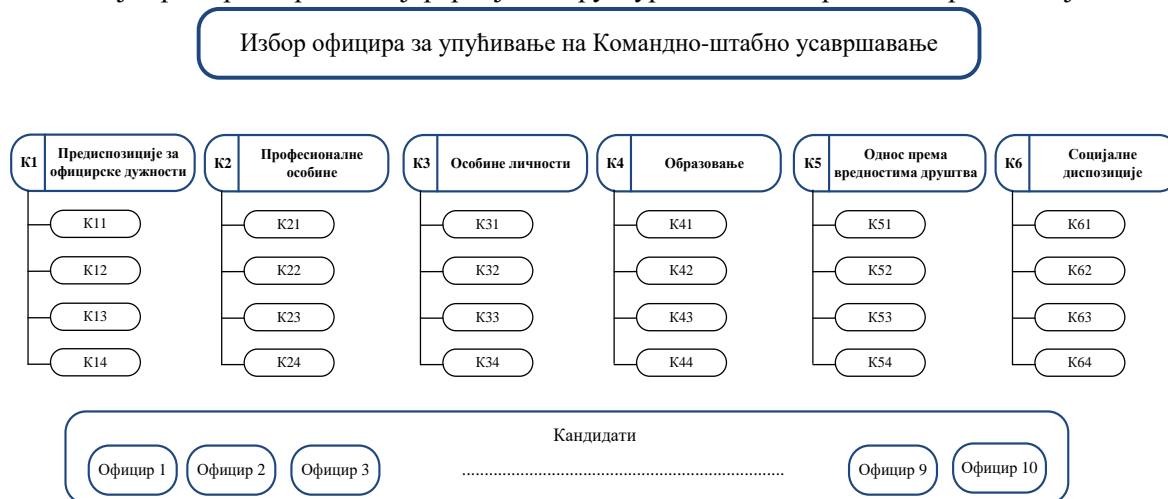 Избор официра за упућивање на Командно-штабно усавршавање
К1 Предиспозиције за
официрске дужности
К2 Професионалне
особине
К3 Особине личности
К4 Образовање
К5 Однос према
вредностима друштва
К6 Социјалне
диспозиције
К11 К21 К31 К41 К51 К61
К12 К22 К32 К42 К52 К62
К13 К23 К33 К43 К53 К63
К14 К24 К34 К44 К54 К64
Кандидати
Официр 1 Официр 2 Официр 3 ........................................................................ Официр 9 Официр 10